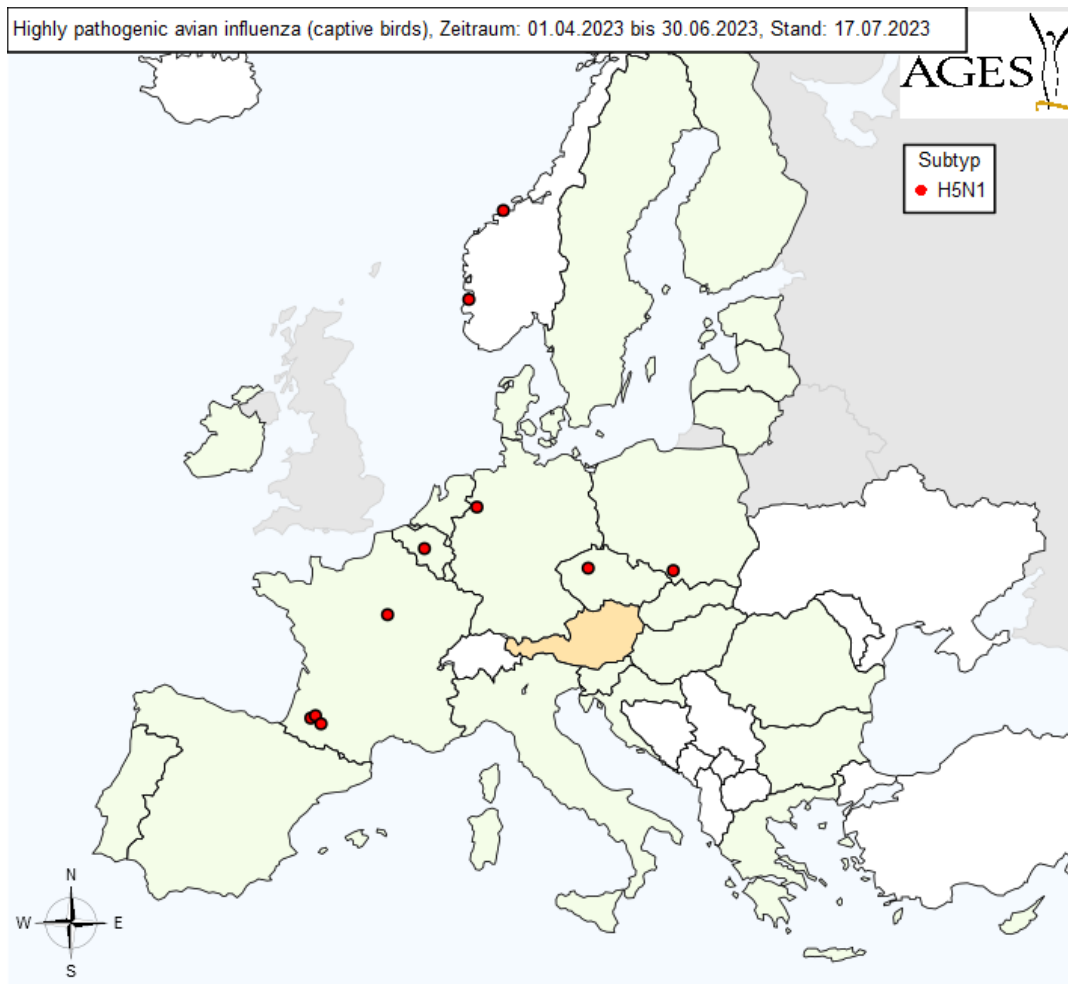 Highly pathogenic avian influenza (captive birds), Zeitraum: 01.04.2023 bis 30.06.2023, Stand: 17.07.2023
AGES
Subtyp
H5N1
N
W E
S